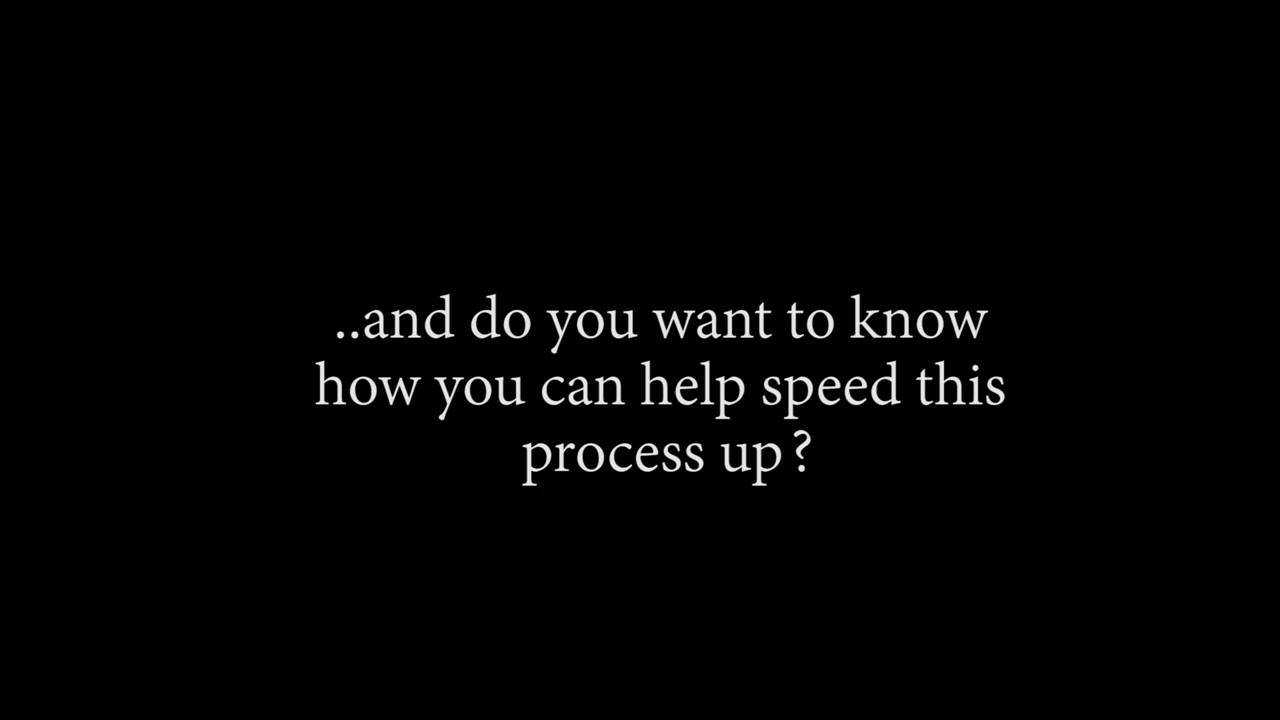 ..and do you want to know
how you can help speed this
process up?